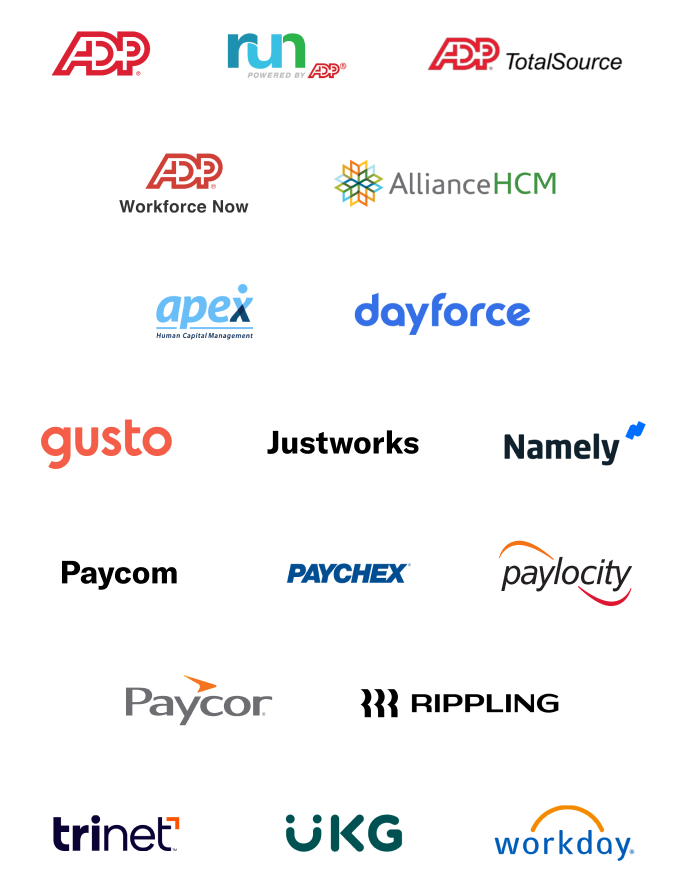 ADP®
run
POWERED BY ADP®
ADP® TotalSource
ADP®
Workforce Now
AllianceHCM
apex
Human Capital Management
dayforce
gusto
Justworks
Namely
Paycom
PAYCHEX®
paylocity
Paycor®
RIPPLING
trinet™
UKG
workday®